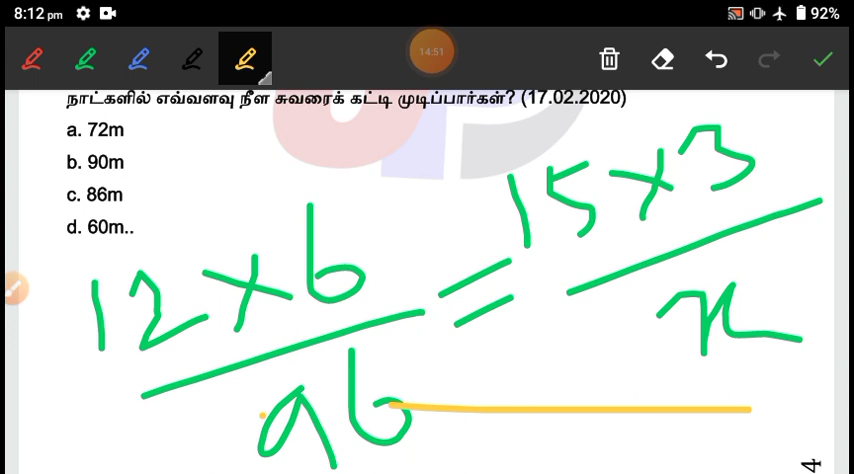 8:12 pm 92%
14:51
நாட்களில் எவ்வளவு நீள சுவரைக் கட்டி முடிப்பார்கள்? (17.02.2020)
a. 72m
b. 90m
c. 86m
d. 60m..
12 × 6 = 15 × 3
96 x
4